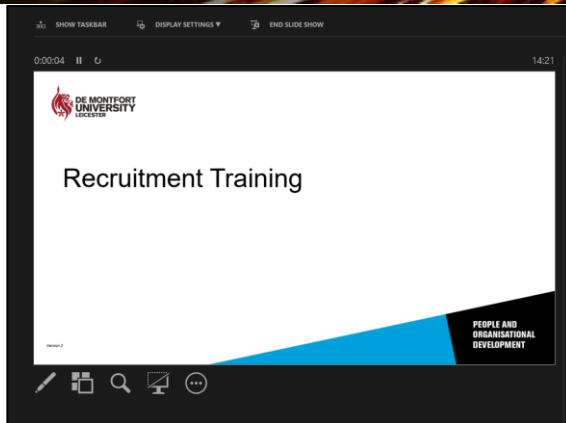 SHOW TASKBAR DISPLAY SETTINGS ▼ END SLIDE SHOW
0:00:04 14:21
DE MONTFORT
UNIVERSITY
LEICESTER
Recruitment Training
PEOPLE AND
ORGANISATIONAL
DEVELOPMENT
Version 2